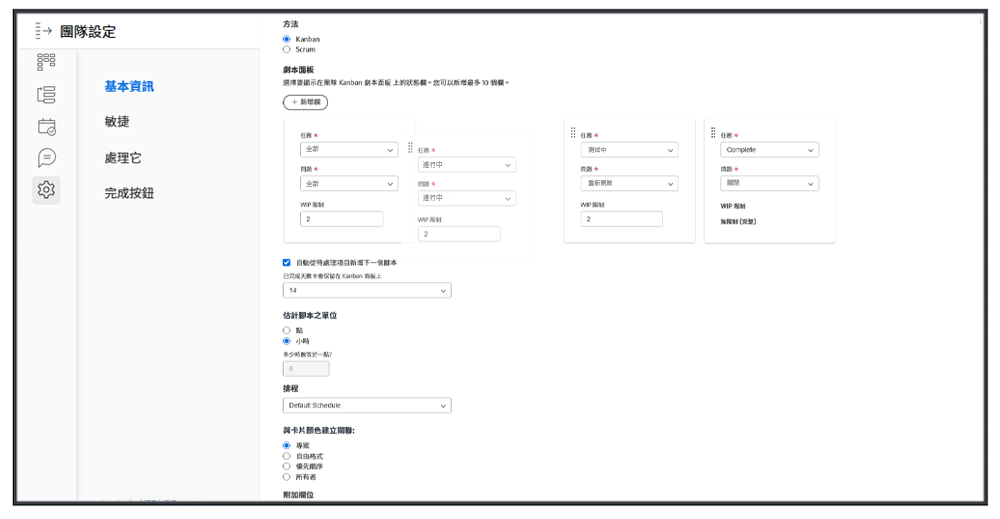 團隊設定
基本資訊
敏捷
處理它
完成按鈕
方法
Kanban
Scrum
劇本面板
選擇要顯示在團隊 Kanban 劇本面板 上的狀態欄。您可以新增最多 10 個欄。
+ 新增欄
任務 *
全新
問題 *
全新
WIP 限制
2
任務 *
進行中
問題 *
進行中
WIP 限制
2
任務 *
測試中
問題 *
重新開啟
WIP 限制
2
任務 *
Complete
問題 *
關閉
WIP 限制
無限制 (完整)
自動從待處理項目新增下一個腳本
已完成天數卡會保留在 Kanban 面板上
14
估計腳本之單位
點
小時
多少時數等於一點?
8
排程
Default Schedule
與卡片顏色建立關聯:
專案
自由格式
優先順序
所有者
附加欄位